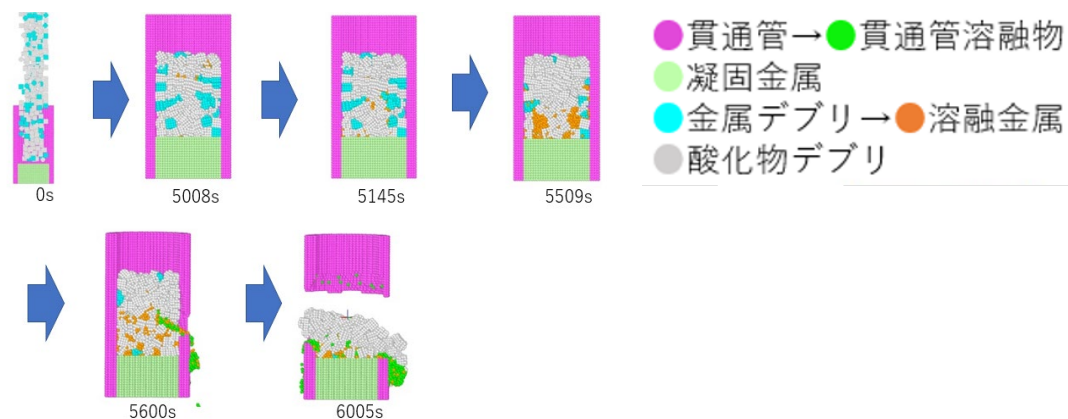 0s
5008s
5145s
5509s
貫通管→貫通管溶融物
凝固金属
金属デブリ→溶融金属
酸化物デブリ
5600s
6005s